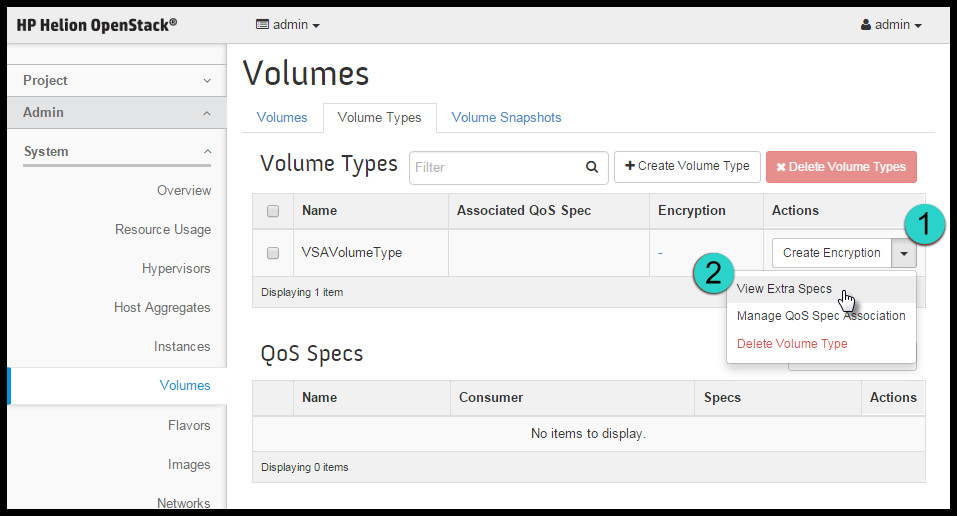 HP Helion OpenStack®
admin
admin
Project
Admin
System
Overview
Resource Usage
Hypervisors
Host Aggregates
Instances
Volumes
Flavors
Images
Networks
Volumes
Volumes
Volume Types
Volume Snapshots
Volume Types
Filter
Create Volume Type
Delete Volume Types
Name
Associated QoS Spec
Encryption
Actions
1
VSAVolumeType
-
Create Encryption
2
View Extra Specs
Manage QoS Spec Association
Delete Volume Type
Displaying 1 item
QoS Specs
Name
Consumer
Specs
Actions
No items to display.
Displaying 0 items